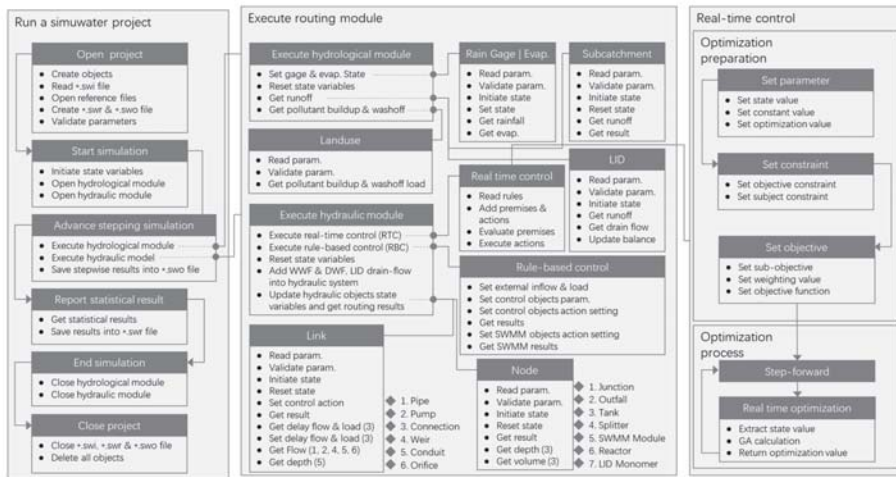 Run a simuwater project
Open project
Create objects
Read *.swi file
Open reference files
Create *.swr & *.swo file
Validate parameters
Start simulation
Initiate state variables
Open hydrological module
Open hydraulic module
Advance stepping simulation
Execute hydrological module
Execute hydraulic model
Save stepwise results into *.swo file
Report statistical result
Get statistical results
Save results into *.swr file
End simulation
Close hydrological module
Close hydraulic module
Close project
Close *.swi, *.swr & *.swo file
Delete all objects
Execute routing module
Execute hydrological module
Set gage & evap. State
Reset state variables
Get runoff
Get pollutant buildup & washoff
Landuse
Read param.
Validate param.
Get pollutant buildup & washoff load
Execute hydraulic module
Execute real-time control (RTC)
Execute rule-based control (RBC)
Reset state variables
Add WWF & DWF, LID drain-flow
into hydraulic system
Update hydraulic objects state
variables and get routing results
Link
Read param.
Validate param.
Initiate state
Reset state
Set control action
Get result
Get delay flow & load (3)
Set delay flow & load (3)
Get Flow (1, 2, 4, 5, 6)
Get depth (5)
1. Pipe
2. Pump
3. Connection
4. Weir
5. Conduit
6. Orifice
Rain Gage | Evap.
Read param.
Validate param.
Initiate state
Set state
Get rainfall
Get evap.
Subcatchment
Read param.
Validate param.
Initiate state
Reset state
Get runoff
Get result
Real time control
Read rules
Add premises &
actions
Evaluate premises
Execute actions
LID
Read param.
Validate param.
Initiate state
Get runoff
Get drain flow
Update balance
Rule-based control
Set external inflow & load
Set control objects param.
Set control objects action setting
Get results
Set SWMM objects action setting
Get SWMM results
Node
Read param.
Validate param.
Initiate state
Reset state
Get result
Get depth (3)
Get volume (3)
1. Junction
2. Outfall
3. Tank
4. Splitter
5. SWMM Module
6. Reactor
7. LID Monomer
Real-time control
Optimization
preparation
Set parameter
Set state value
Set constant value
Set optimization value
Set constraint
Set objective constraint
Set subject constraint
Set objective
Set sub-objective
Set weighting value
Set objective function
Optimization
process
Step-forward
Real time optimization
Extract state value
GA calculation
Return optimization value